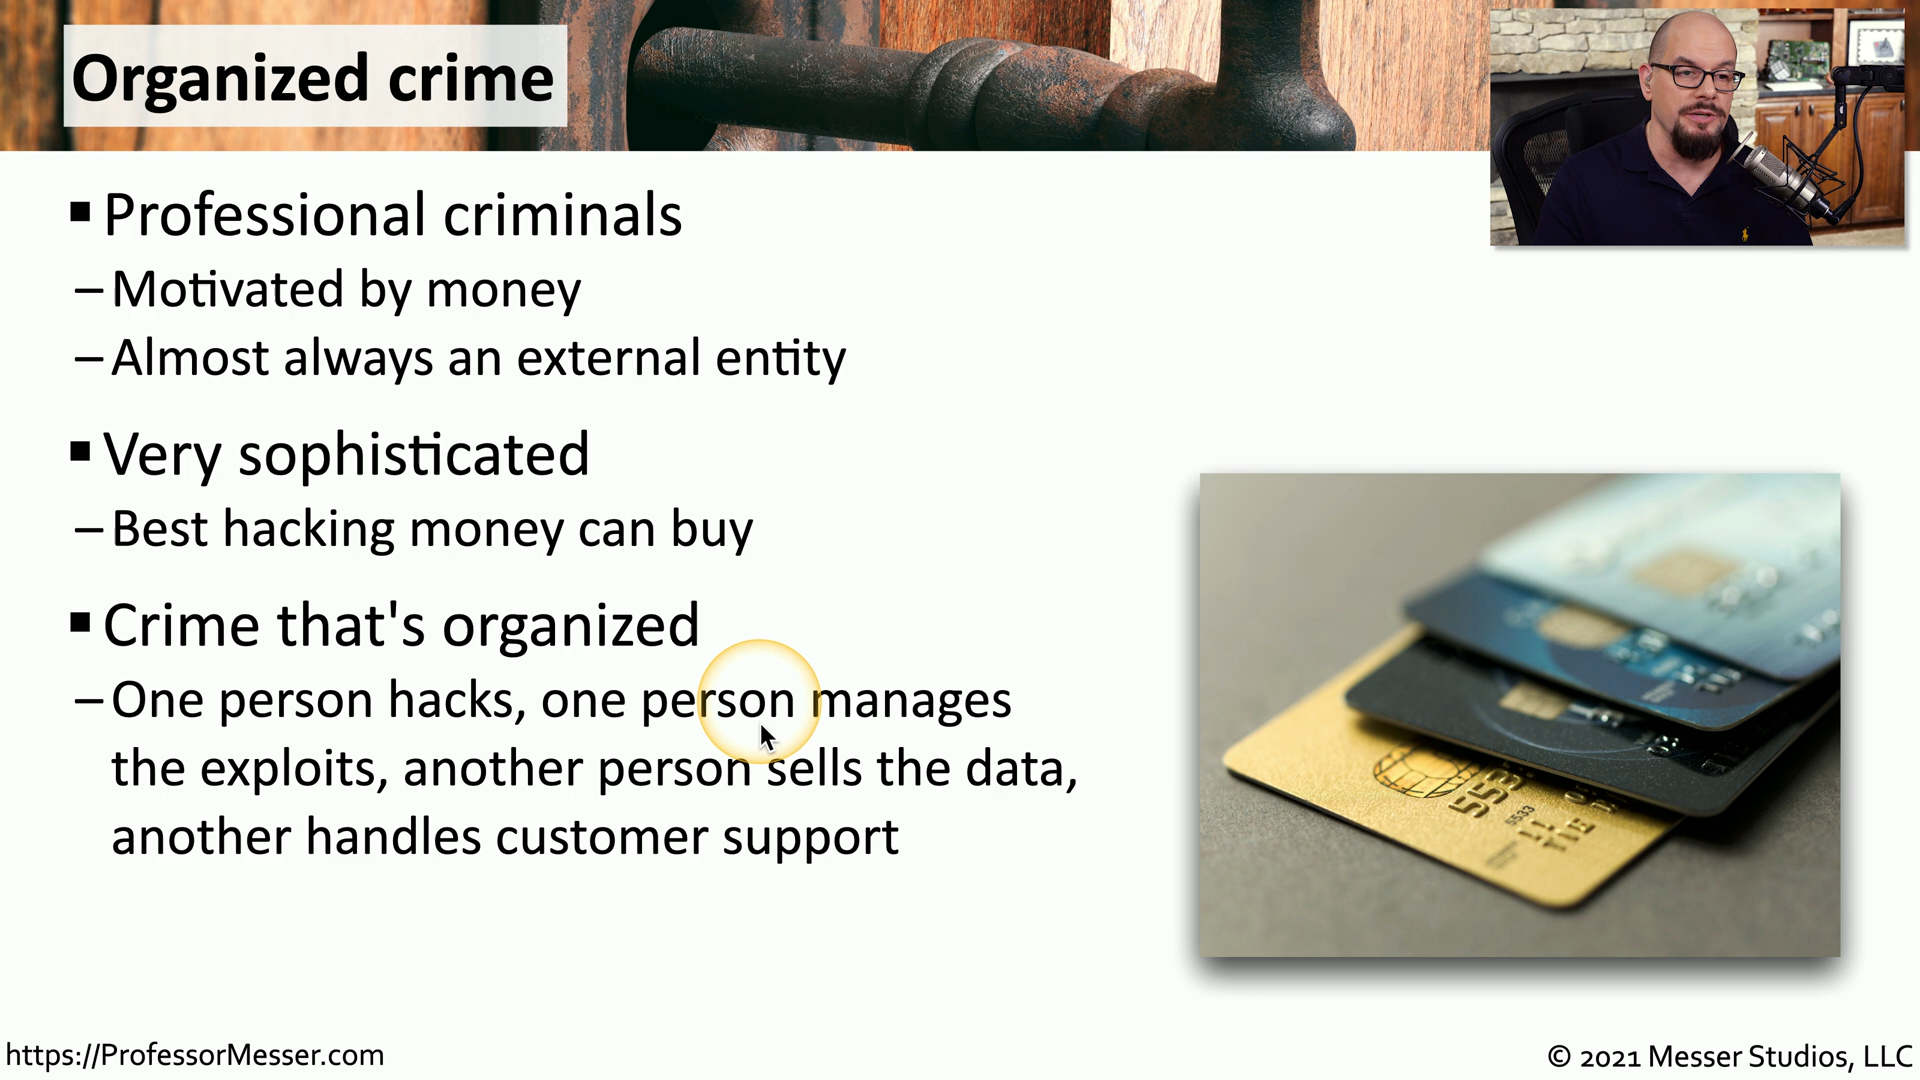 Organized crime
▪ Professional criminals
– Motivated by money
– Almost always an external entity
▪ Very sophisticated
– Best hacking money can buy
▪ Crime that's organized
– One person hacks, one person manages
the exploits, another person sells the data,
another handles customer support
https://ProfessorMesser.com
© 2021 Messer Studios, LLC